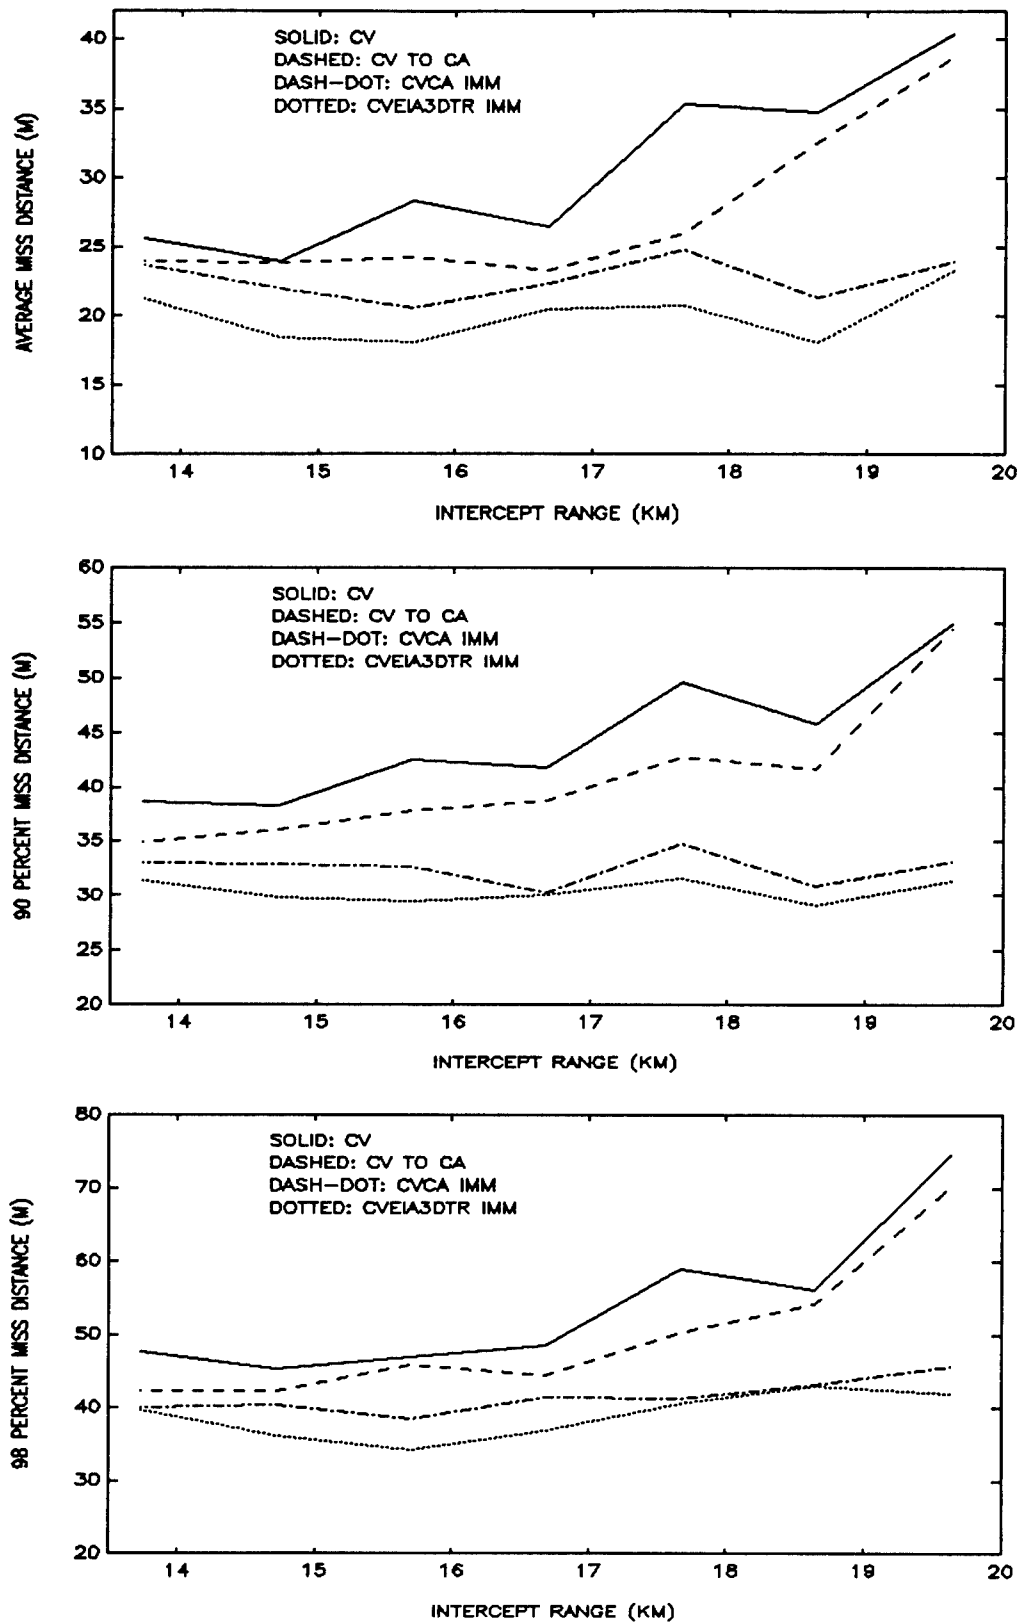 40
35
30
25
20
15
10
AVERAGE MISS DISTANCE (M)
SOLID: CV
DASHED: CV TO CA
DASH-DOT: CVCA IMM
DOTTED: CVEIA3DTR IMM
14 15 16 17 18 19 20
INTERCEPT RANGE (KM)
60
55
50
45
40
35
30
25
20
90 PERCENT MISS DISTANCE (M)
SOLID: CV
DASHED: CV TO CA
DASH-DOT: CVCA IMM
DOTTED: CVEIA3DTR IMM
14 15 16 17 18 19 20
INTERCEPT RANGE (KM)
80
70
60
50
40
30
20
98 PERCENT MISS DISTANCE (M)
SOLID: CV
DASHED: CV TO CA
DASH-DOT: CVCA IMM
DOTTED: CVEIA3DTR IMM
14 15 16 17 18 19 20
INTERCEPT RANGE (KM)